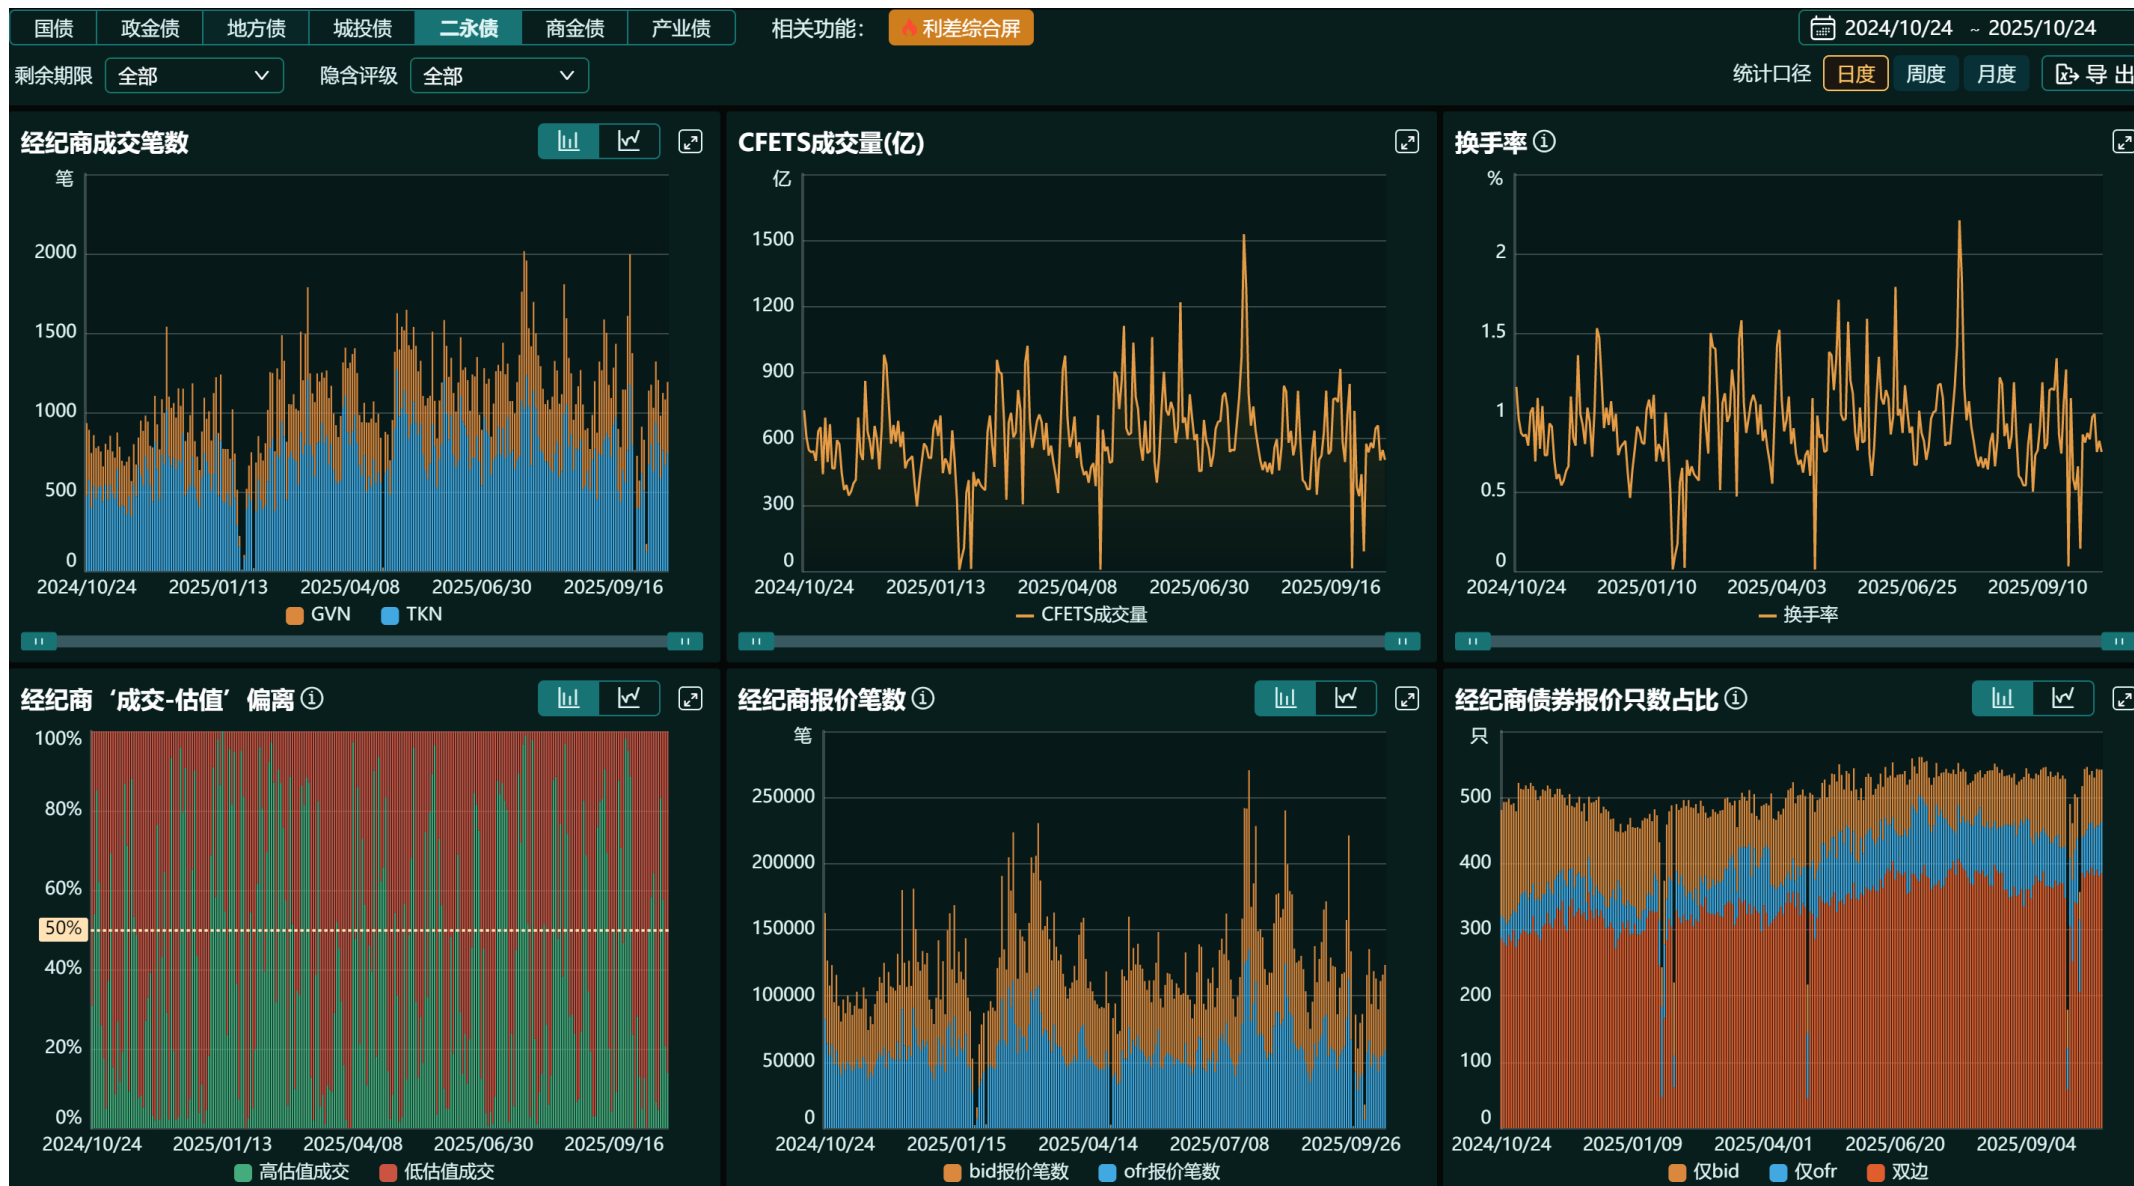 国债 政金债 地方债 城投债 二永债 商金债 产业债 相关功能： 利差综合屏 2024/10/24 ~ 2025/10/24
剩余期限 全部 隐含评级 全部 统计口径 日度 周度 月度 导出
经纪商成交笔数
笔
2000
1500
1000
500
0
2024/10/24 2025/01/13 2025/04/08 2025/06/30 2025/09/16
GVN TKN
CFETS成交量(亿)
亿
1500
1200
900
600
300
0
2024/10/24 2025/01/13 2025/04/08 2025/06/30 2025/09/16
CFETS成交量
换手率
%
2
1.5
1
0.5
0
2024/10/24 2025/01/10 2025/04/03 2025/06/25 2025/09/10
换手率
经纪商‘成交-估值’偏离
100%
80%
60%
50%
40%
20%
0%
2024/10/24 2025/01/13 2025/04/08 2025/06/30 2025/09/16
高估值成交 低估值成交
经纪商报价笔数
笔
250000
200000
150000
100000
50000
0
2024/10/24 2025/01/15 2025/04/14 2025/07/08 2025/09/26
bid报价笔数 ofr报价笔数
经纪商债券报价只数占比
只
500
400
300
200
100
0
2024/10/24 2025/01/09 2025/04/01 2025/06/20 2025/09/04
仅bid 仅ofr 双边